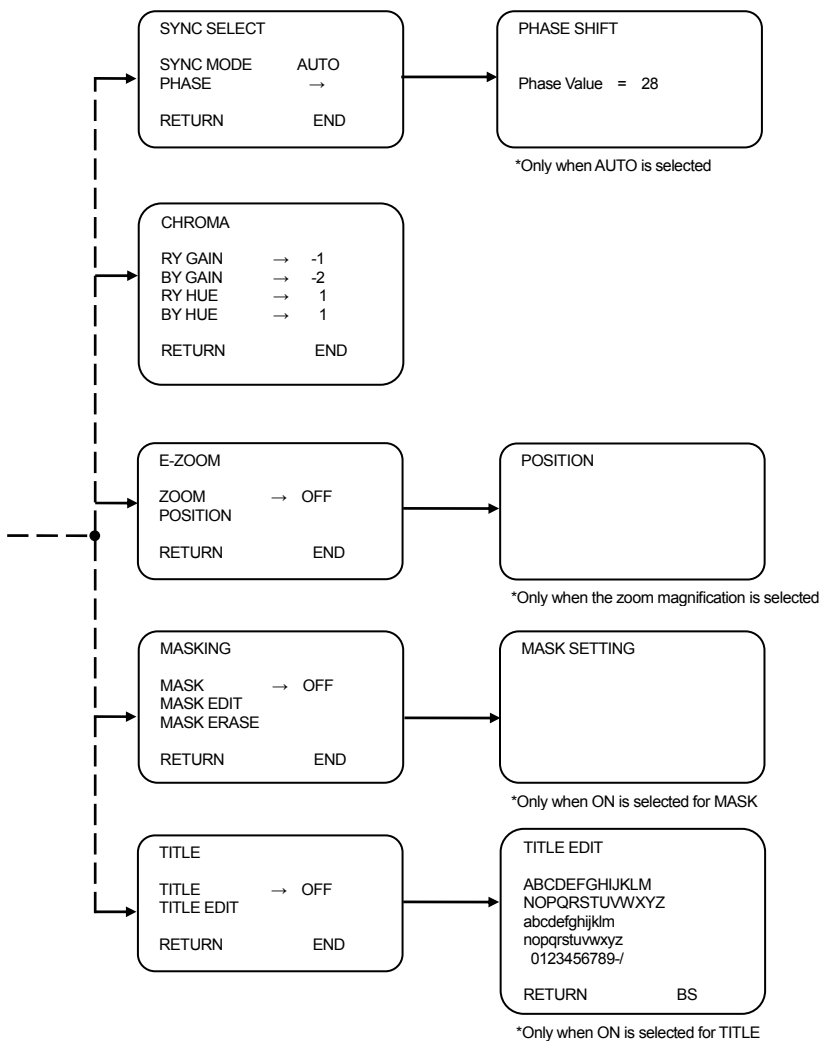 SYNC SELECT
SYNC MODE AUTO
PHASE →
RETURN END
PHASE SHIFT
Phase Value = 28
*Only when AUTO is selected
CHROMA
RY GAIN → -1
BY GAIN → -2
RY HUE → 1
BY HUE → 1
RETURN END
E-ZOOM
ZOOM → OFF
POSITION
RETURN END
POSITION
*Only when the zoom magnification is selected
MASKING
MASK → OFF
MASK EDIT
MASK ERASE
RETURN END
MASK SETTING
*Only when ON is selected for MASK
TITLE
TITLE → OFF
TITLE EDIT
RETURN END
TITLE EDIT
ABCDEFGHIJKLM
NOPQRSTUVWXYZ
abcdefghijklm
nopqrstuvwxyz
0123456789-/
RETURN BS
*Only when ON is selected for TITLE